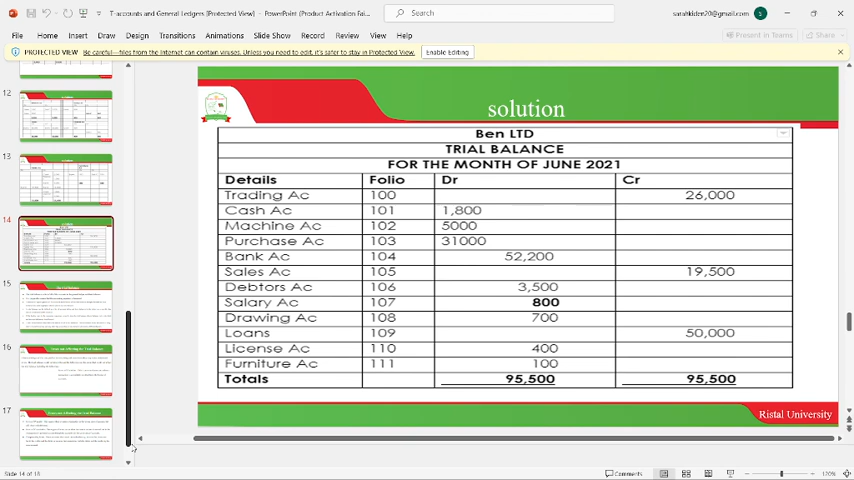 T-accounts and General Ledgers [Protected View] - PowerPoint (Product Activation Fai...
Search
sarahkiden20@gmail.com
S
File Home Insert Draw Design Transitions Animations Slide Show Record Review View Help
Present in Teams
Share
PROTECTED VIEW Be careful—files from the Internet can contain viruses. Unless you need to edit, it's safer to stay in Protected View.
Enable Editing
12
13
14
15
16
17
solution
Ben LTD
TRIAL BALANCE
FOR THE MONTH OF JUNE 2021
Details Folio Dr Cr
Trading Ac 100 26,000
Cash Ac 101 1,800
Machine Ac 102 5000
Purchase Ac 103 31000
Bank Ac 104 52,200
Sales Ac 105 19,500
Debtors Ac 106 3,500
Salary Ac 107 800
Drawing Ac 108 700
Loans 109 50,000
License Ac 110 400
Furniture Ac 111 100
Totals 95,500 95,500
Ristal University
Slide 14 of 18
Comments
120%